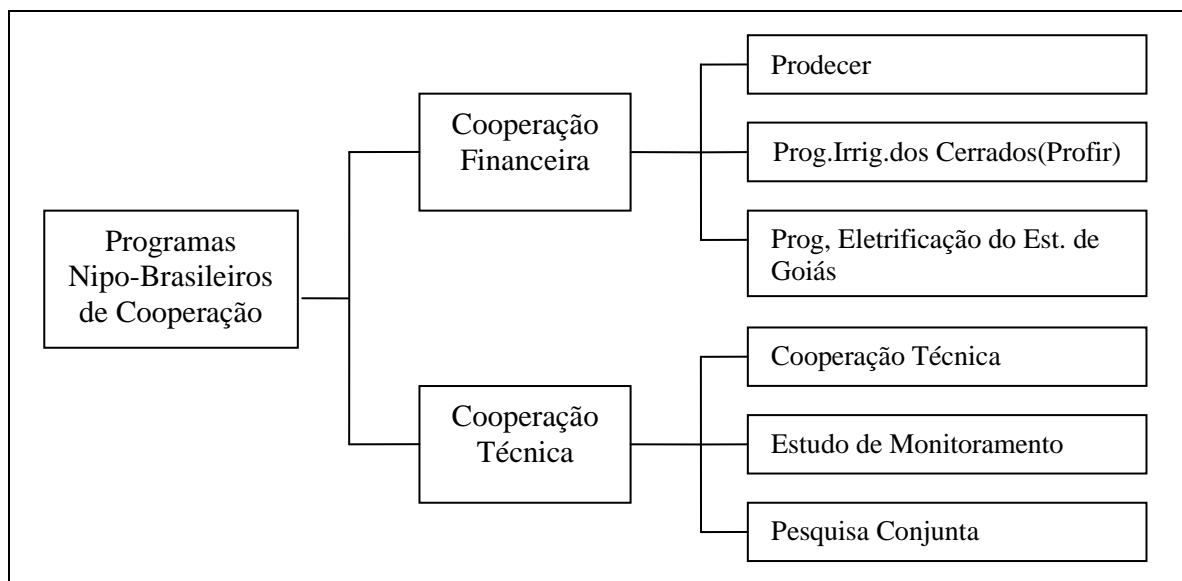 Programas
Nipo-Brasileiros
de Cooperação
Cooperação
Financeira
Prodecer
Prog.Irrig.dos Cerrados(Profir)
Prog, Eletrificação do Est. de
Goiás
Cooperação
Técnica
Cooperação Técnica
Estudo de Monitoramento
Pesquisa Conjunta